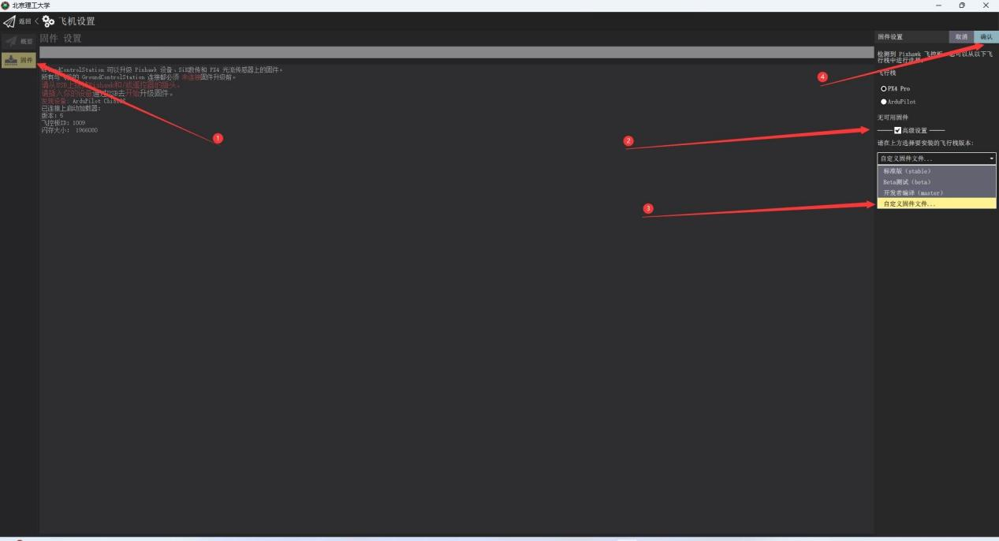 北京理工大学
返回 < 飞机设置
概要
固件
固件 设置
GroundControlStation 可以升级 Pixhawk 设备、SiK数传和 PX4 光流传感器上的固件。
所有与飞机的 GroundControlStation 连接都必须 未连接固件升级前。
请从USB上拔掉Pixhawk和/或遥控器的插头。
请插入你的设备通过USB去开始升级固件。
发现设备: ArduPilot ChibiOS
已连接上启动加载器:
版本: 5
飞控板ID: 1009
闪存大小: 1966080
1
2
3
4
固件设置
取消
确认
检测到 Pixhawk 飞控板。您可以从以下飞
行栈中进行选择:
飞行栈
PX4 Pro
ArduPilot
无可用固件
高级设置
请在上方选择要安装的飞行栈版本:
自定义固件文件...
标准版 (stable)
Beta测试 (beta)
开发者编译 (master)
自定义固件文件...